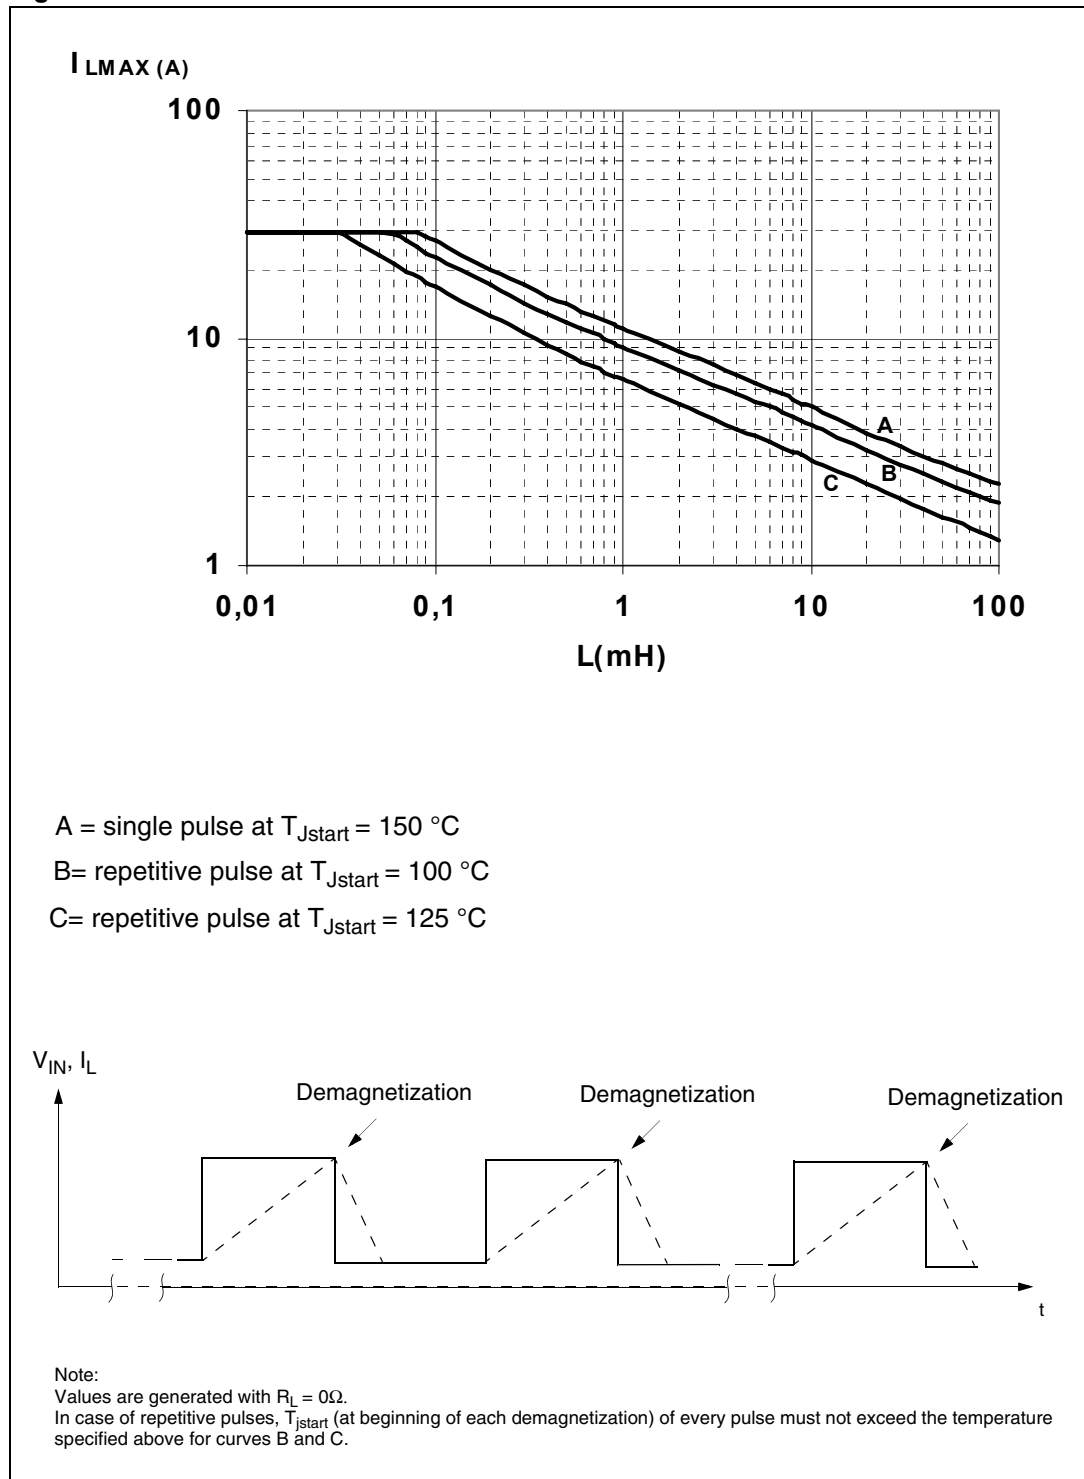 I LMAX (A)
100
10
1
A
B
C
0,01 0,1 1 10 100
L(mH)
A = single pulse at TJstart = 150 °C
B= repetitive pulse at TJstart = 100 °C
C= repetitive pulse at TJstart = 125 °C
VIN, IL
Demagnetization Demagnetization Demagnetization
t
Note:
Values are generated with RL = 0Ω.
In case of repetitive pulses, Tjstart (at beginning of each demagnetization) of every pulse must not exceed the temperature
specified above for curves B and C.